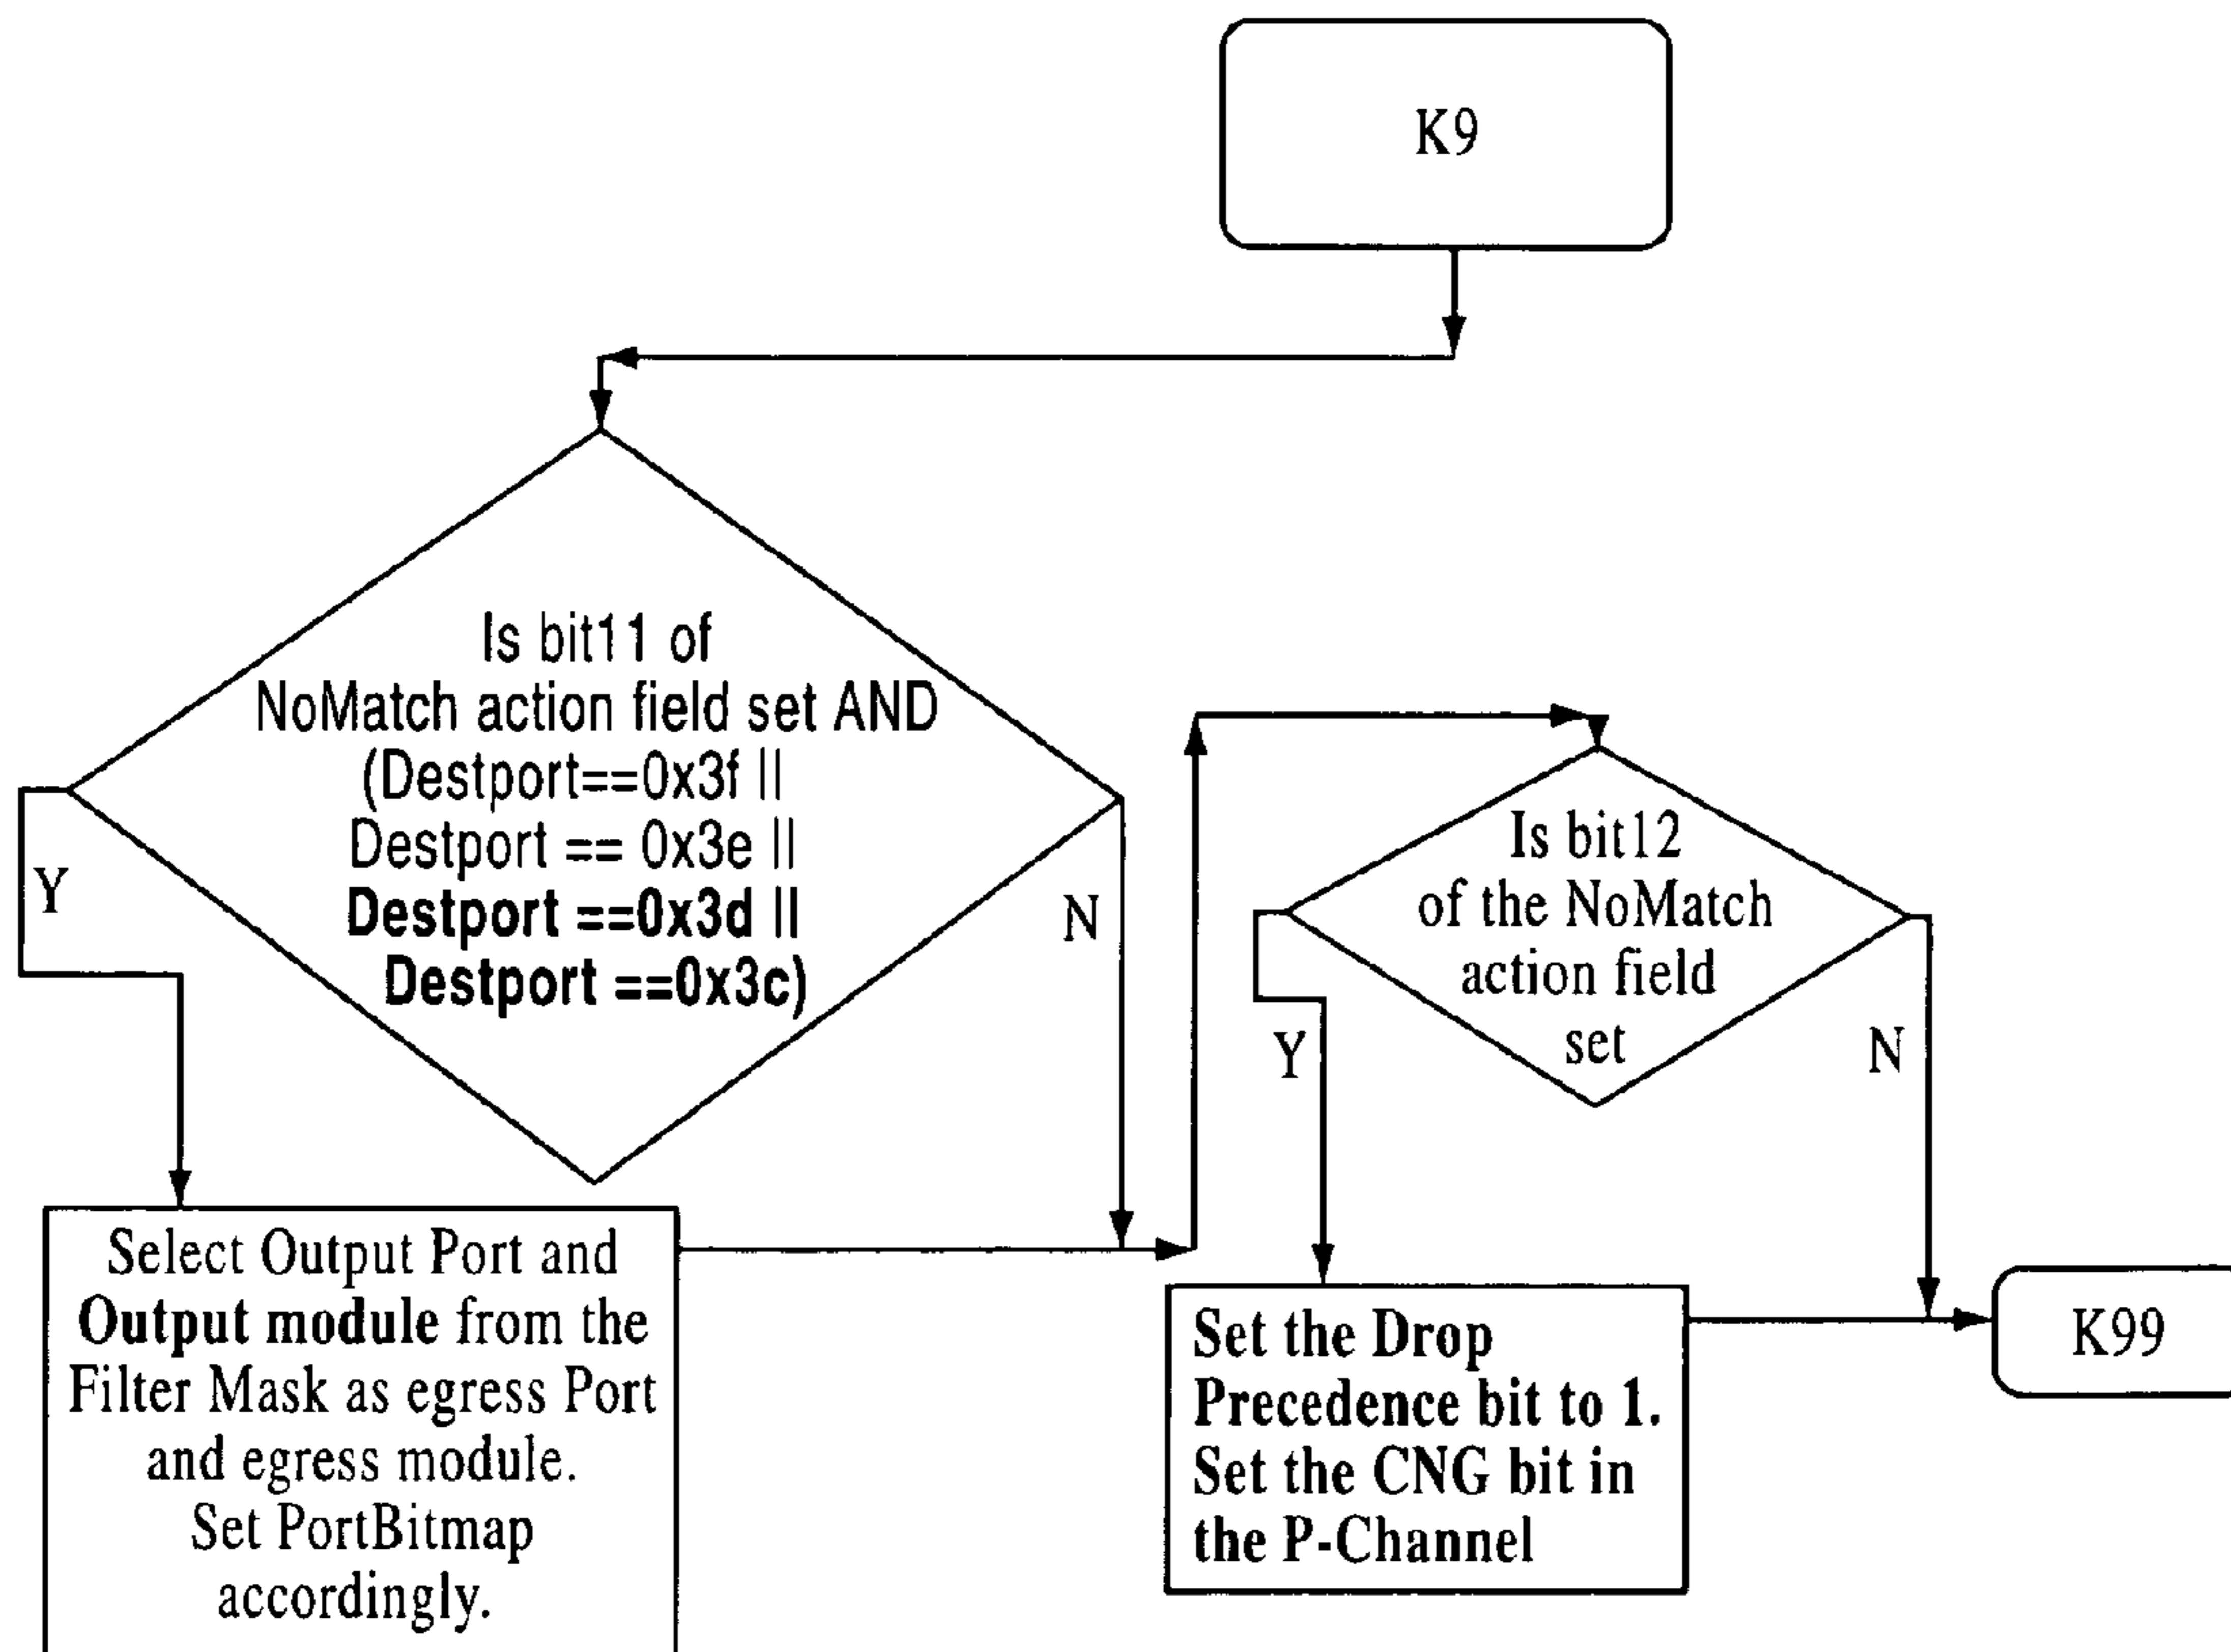 K9
Is bit11 of
NoMatch action field set AND
(Destport==0x3f ||
Destport == 0x3e ||
Destport ==0x3d ||
Destport ==0x3c)
Y
N
Select Output Port and
Output module from the
Filter Mask as egress Port
and egress module.
Set PortBitmap
accordingly.
Is bit12
of the NoMatch
action field
set
Y
N
Set the Drop
Precedence bit to 1.
Set the CNG bit in
the P-Channel
K99